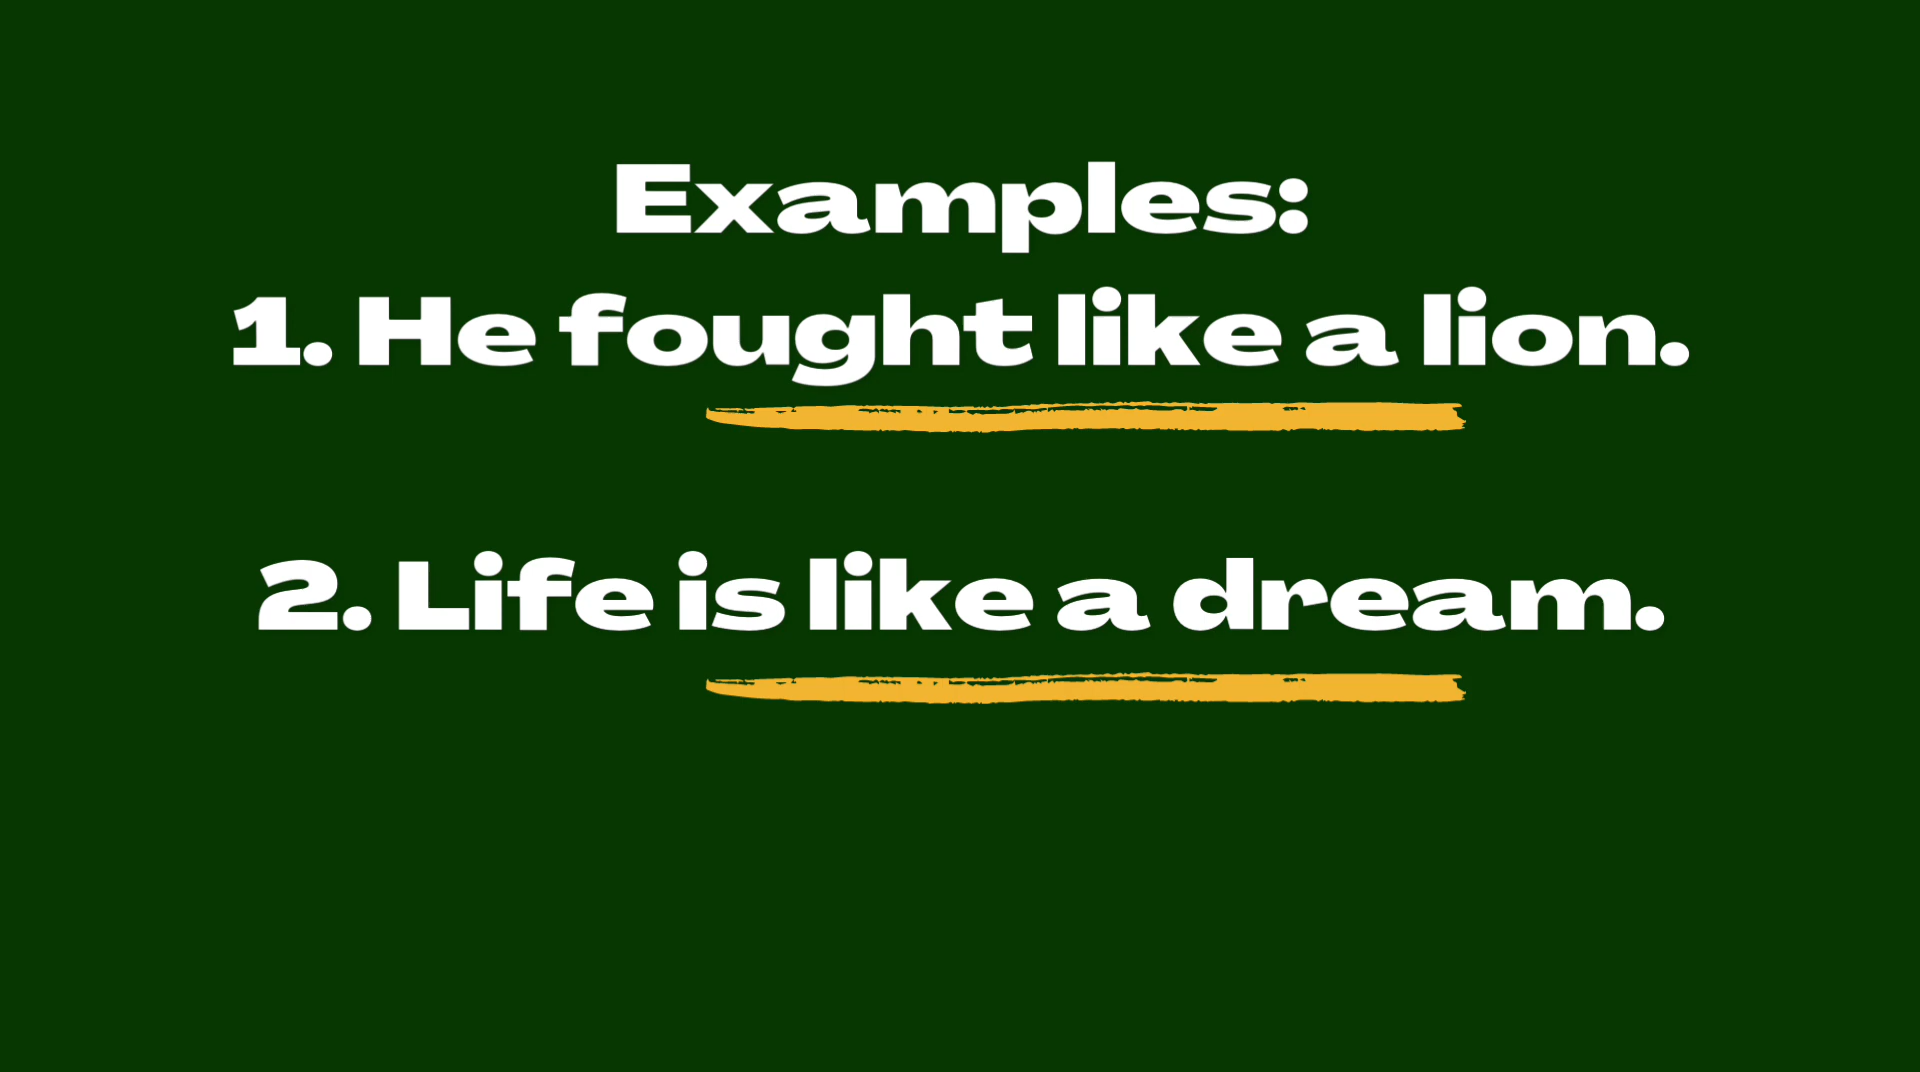 Examples:
1. He fought like a lion.
2. Life is like a dream.